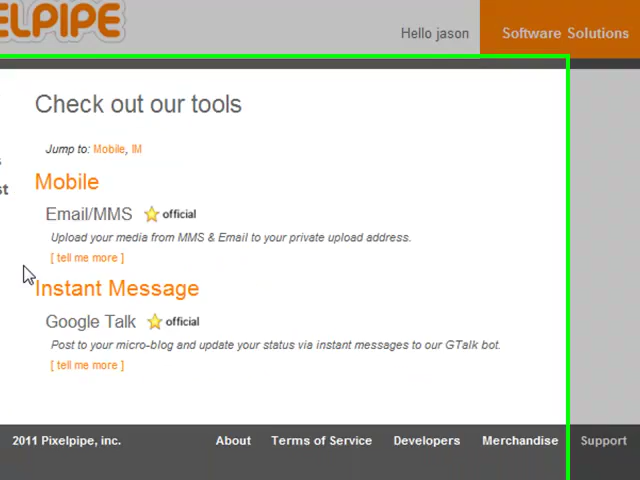 ELPIPE
Hello jason
Software Solutions
Check out our tools
Jump to: Mobile, IM
Mobile
st
Email/MMS official
Upload your media from MMS & Email to your private upload address.
[ tell me more ]
Instant Message
Google Talk official
Post to your micro-blog and update your status via instant messages to our GTalk bot.
[ tell me more ]
2011 Pixelpipe, inc. About Terms of Service Developers Merchandise Support